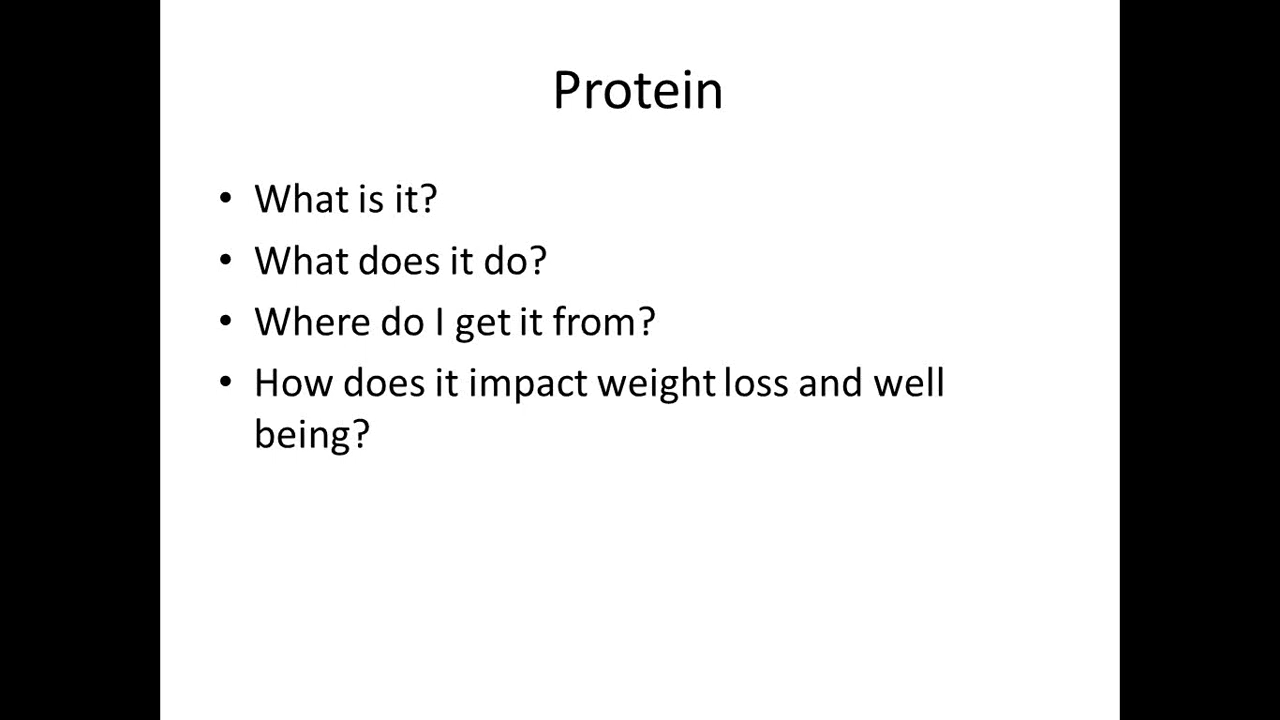 Protein
• What is it?
• What does it do?
• Where do I get it from?
• How does it impact weight loss and well
being?